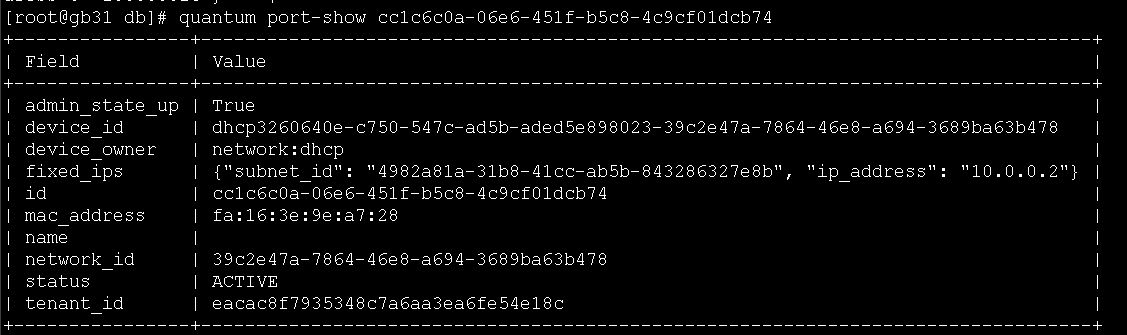 [root@gb31 db]# quantum port-show cc1c6c0a-06e6-451f-b5c8-4c9cf01dcb74
+----------------+---------------------------------------------------------------------------------+
| Field          | Value                                                                           |
+----------------+---------------------------------------------------------------------------------+
| admin_state_up | True                                                                            |
| device_id      | dhcp3260640e-c750-547c-ad5b-aded5e898023-39c2e47a-7864-46e8-a694-3689ba63b478   |
| device_owner   | network:dhcp                                                                    |
| fixed_ips      | {"subnet_id": "4982a81a-31b8-41cc-ab5b-843286327e8b", "ip_address": "10.0.0.2"} |
| id             | cc1c6c0a-06e6-451f-b5c8-4c9cf01dcb74                                            |
| mac_address    | fa:16:3e:9e:a7:28                                                               |
| name           |                                                                                 |
| network_id     | 39c2e47a-7864-46e8-a694-3689ba63b478                                            |
| status         | ACTIVE                                                                          |
| tenant_id      | eacac8f7935348c7a6aa3ea6fe54e18c                                                |
+----------------+---------------------------------------------------------------------------------+